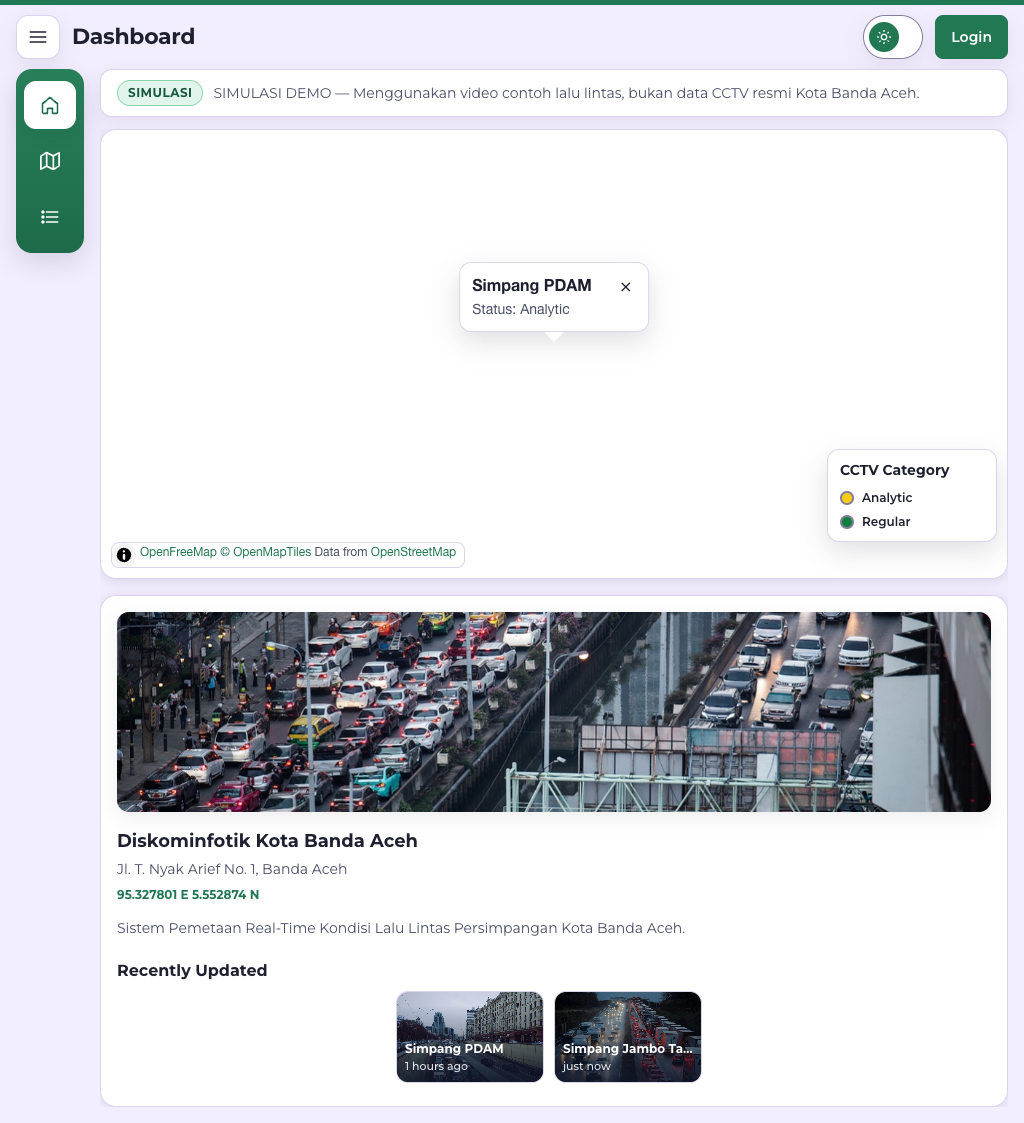 Dashboard
Login
SIMULASI
SIMULASI DEMO — Menggunakan video contoh lalu lintas, bukan data CCTV resmi Kota Banda Aceh.
Simpang PDAM
Status: Analytic
CCTV Category
Analytic
Regular
OpenFreeMap © OpenMapTiles Data from OpenStreetMap
Diskominfotik Kota Banda Aceh
Jl. T. Nyak Arief No. 1, Banda Aceh
95.327801 E 5.552874 N
Sistem Pemetaan Real-Time Kondisi Lalu Lintas Persimpangan Kota Banda Aceh.
Recently Updated
Simpang PDAM
1 hours ago
Simpang Jambo Ta...
just now